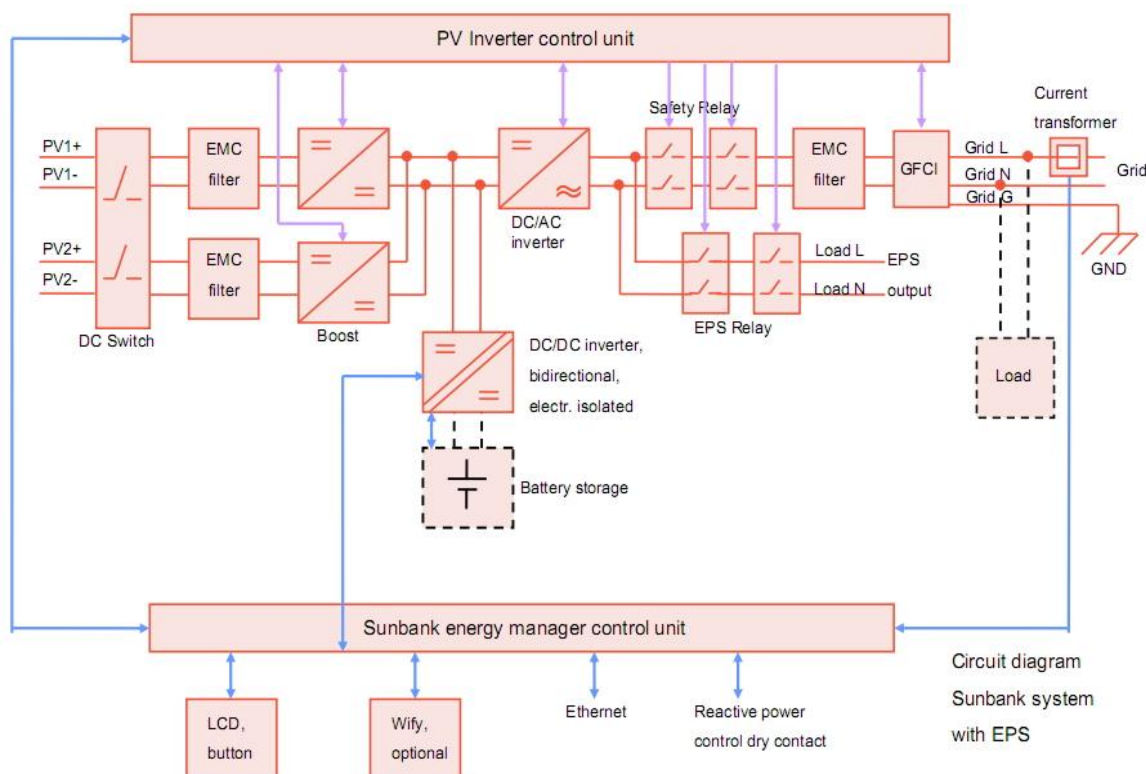 PV Inverter control unit
Safety Relay
Current
transformer
PV1+
PV1-
EMC
filter
DC/AC
inverter
EMC
filter
GFCI
Grid L
Grid N
Grid G
Grid
GND
PV2+
PV2-
EMC
filter
DC Switch
Boost
Load L
EPS
Load N
output
EPS Relay
DC/DC inverter,
bidirectional,
electr. isolated
Load
Battery storage
Sunbank energy manager control unit
LCD,
button
Wify,
optional
Ethernet
Reactive power
control dry contact
Circuit diagram
Sunbank system
with EPS